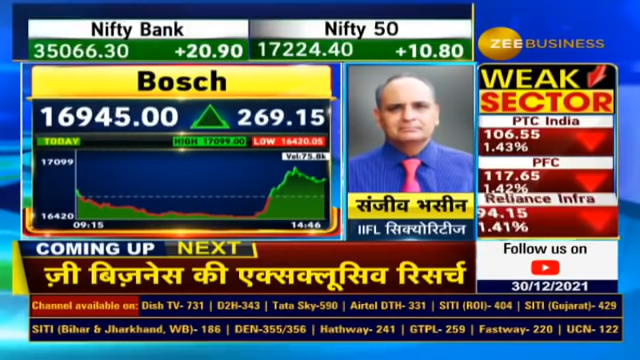 Nifty Bank
35066.30 +20.90
Nifty 50
17224.40 +10.80
ZEE BUSINESS
Bosch
16945.00 269.15
TODAY HIGH 17099.00 LOW 16420.05
Vol:75.8k
17099
16420
09:15 14:46
संजीव भसीन
IIFL सिक्योरिटीज
WEAK
SECTOR
PTC India
106.55
1.43%
PFC
117.65
1.42%
Reliance Infra
94.15
1.41%
COMING UP NEXT
ज़ी बिज़नेस की एक्सक्लूसिव रिसर्च
Follow us on
30/12/2021
Channel available on: Dish TV- 731 | D2H-343 | Tata Sky-590 | Airtel DTH- 331 | SITI (ROI)- 404 | SITI (Gujarat)- 429
SITI (Bihar & Jharkhand, WB)- 186 | DEN-355/356 | Hathway- 241 | GTPL- 259 | Fastway- 220 | UCN- 122